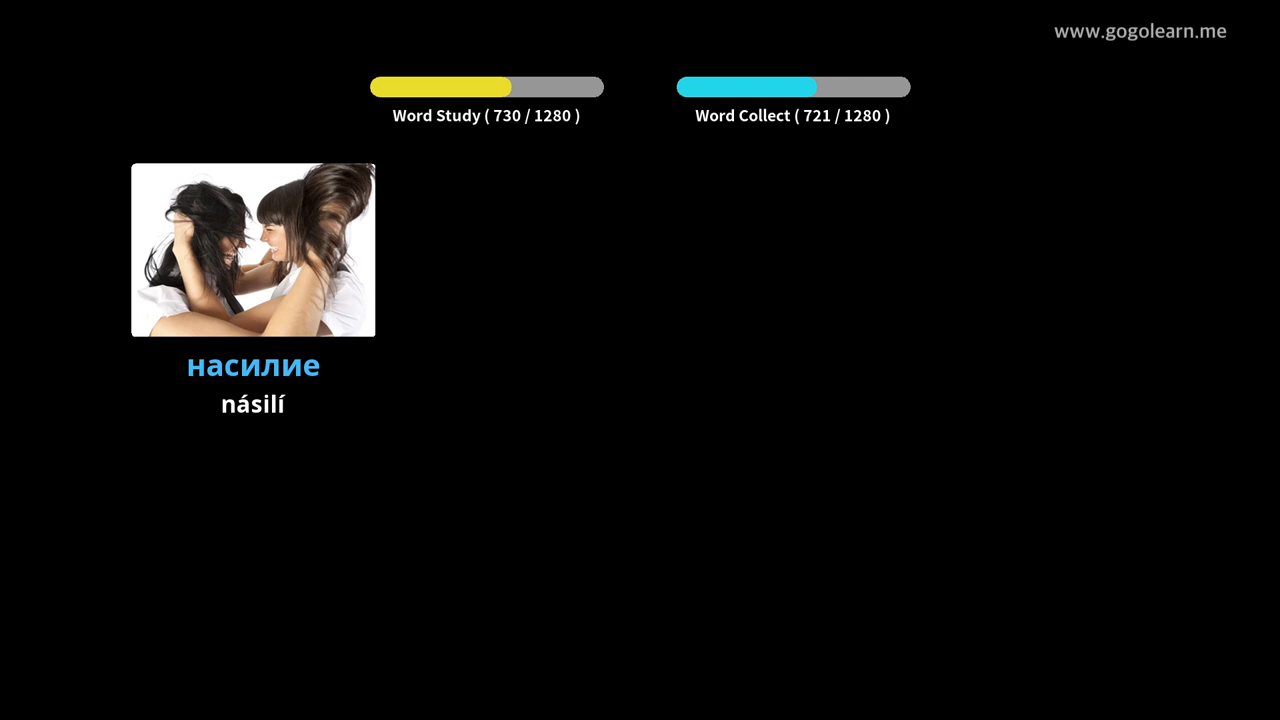 www.gogolearn.me
Word Study ( 730 / 1280 )
Word Collect ( 721 / 1280 )
насилие
násilí